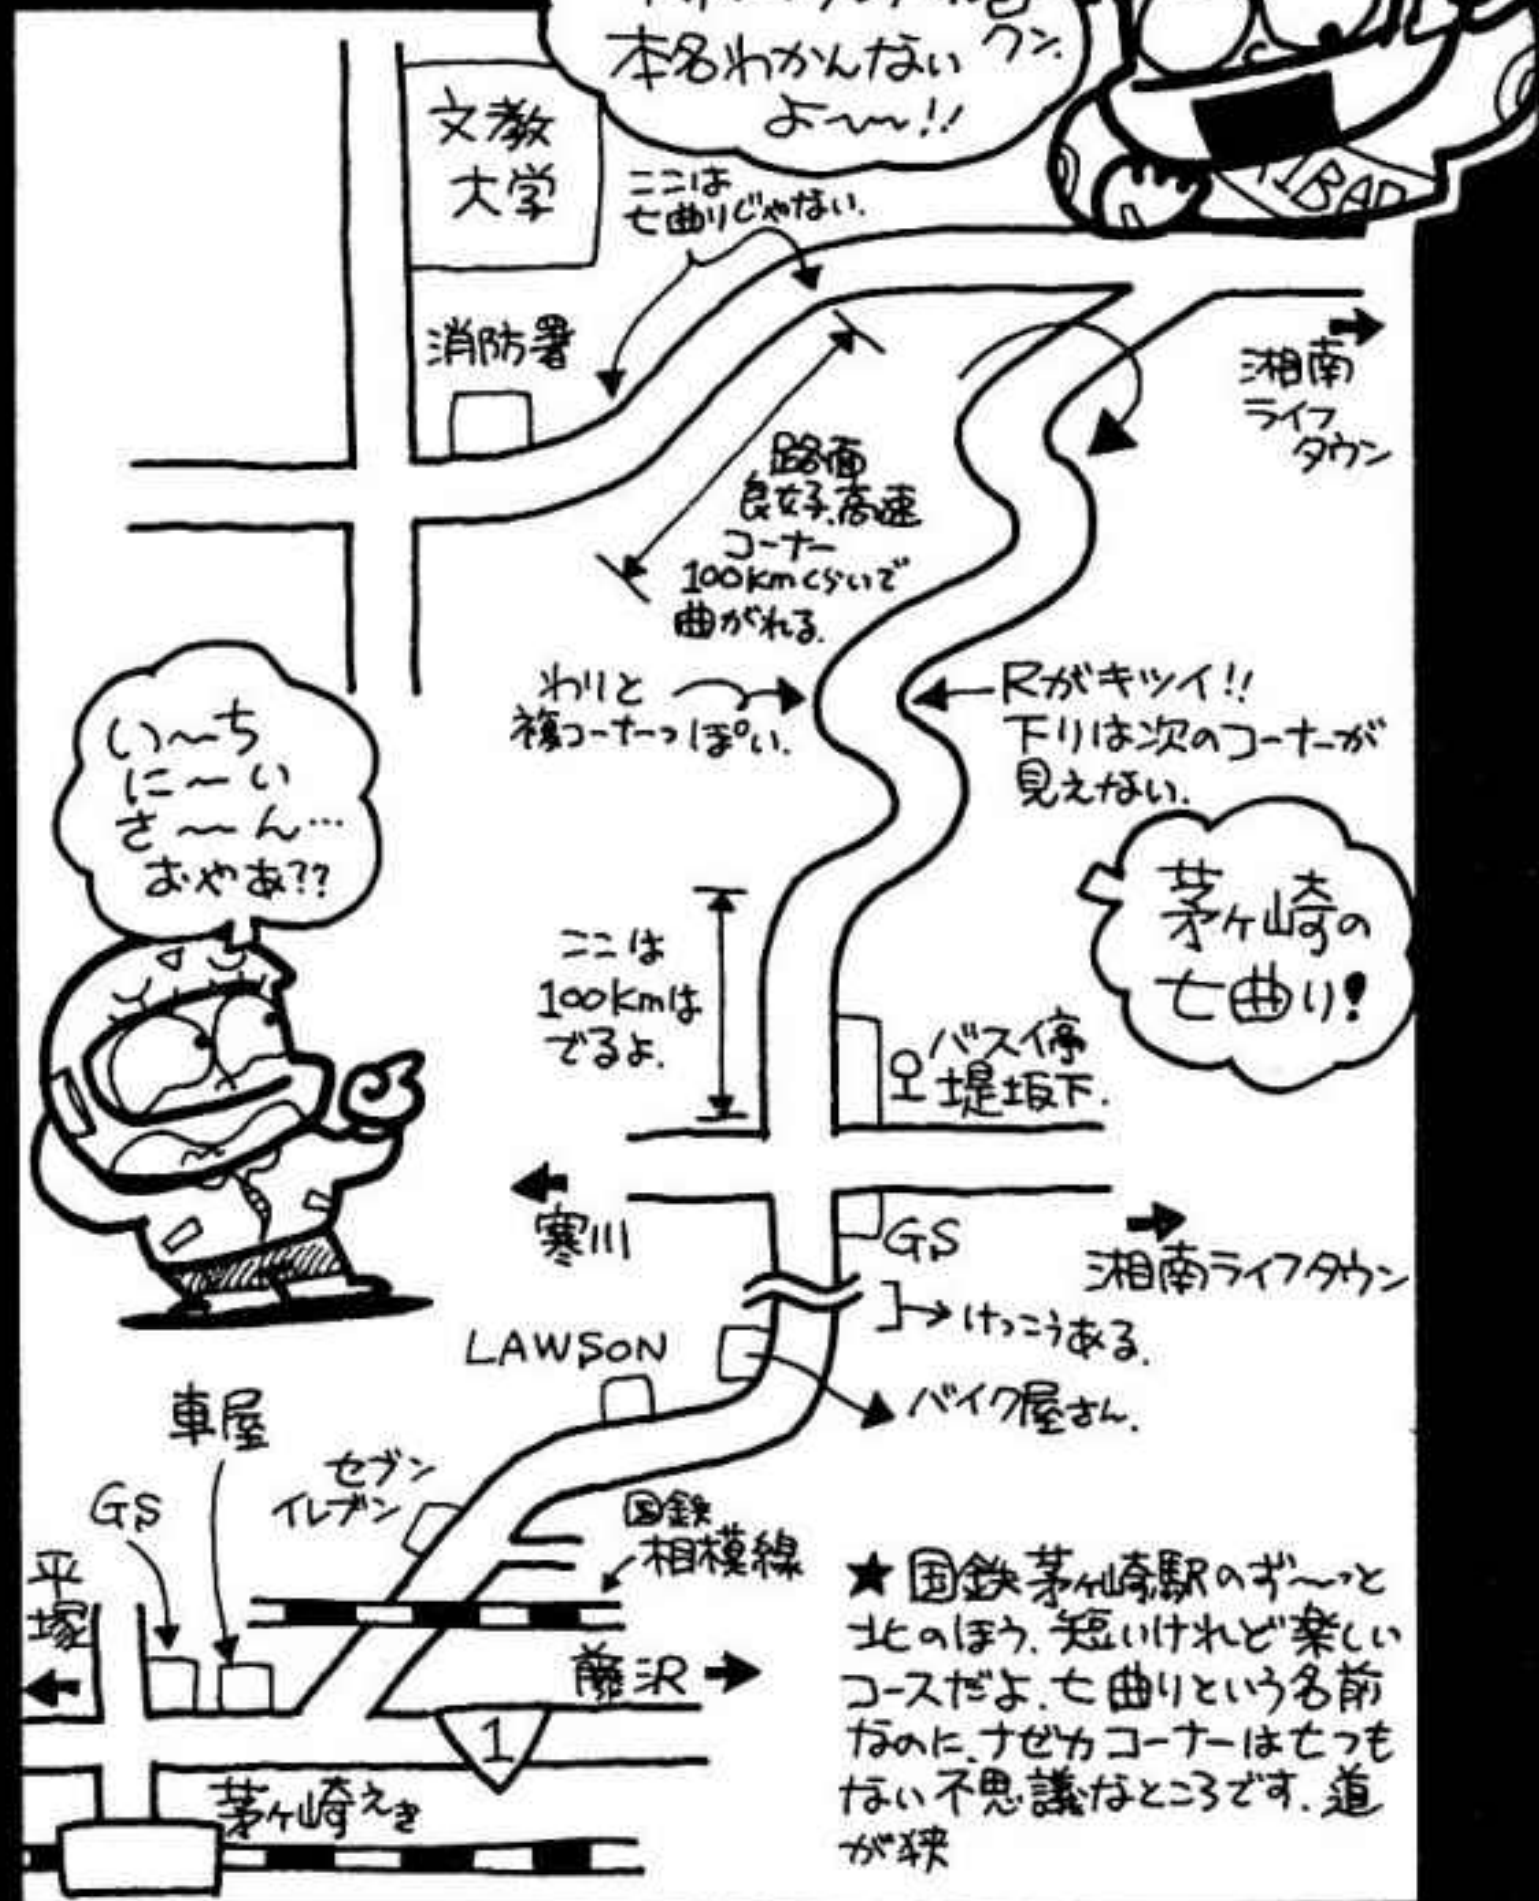 本名わかんない
クン.
よ〜〜!!
文教
大学
ここは
七曲りじゃない.
消防署
湘南
ライフ
タウン
路面
良好、高速
コーナー
100kmくらいで
曲がれる.
わりと
複コーナーっぽい.
Rがキツイ!!
下りは次のコーナーが
見えない.
い〜〜ち
に〜い
さ〜〜ん…
おやあ??
茅ヶ崎の
七曲り!
ここは
100kmは
でるよ.
バス停
堤坂下.
寒川
GS
湘南ライフタウン
けっこうある.
LAWSON
バイク屋さん.
車屋
セブン
イレブン
GS
国鉄
相模線
平
塚
藤沢
1
茅ヶ崎えき
★国鉄茅ヶ崎駅のず〜っと
北のほう. 短いけれど楽しい
コースだよ. 七曲りという名前
なのに、ナゼカコーナーは七つも
ない不思議なところです. 道
が狭